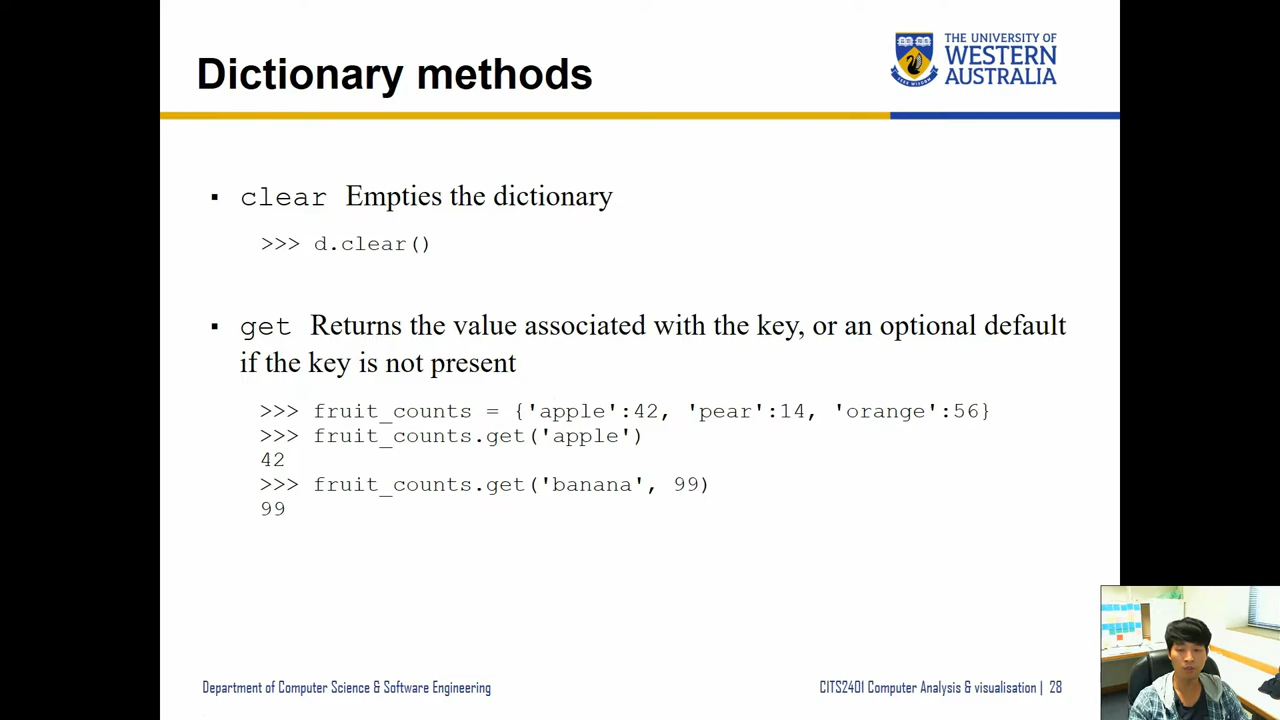 THE UNIVERSITY OF
WESTERN
AUSTRALIA
Dictionary methods
▪ clear Empties the dictionary
>>> d.clear()
▪ get Returns the value associated with the key, or an optional default
if the key is not present
>>> fruit_counts = {'apple':42, 'pear':14, 'orange':56}
>>> fruit_counts.get('apple')
42
>>> fruit_counts.get('banana', 99)
99
Department of Computer Science & Software Engineering
CITS2401 Computer Analysis & visualisation | 28